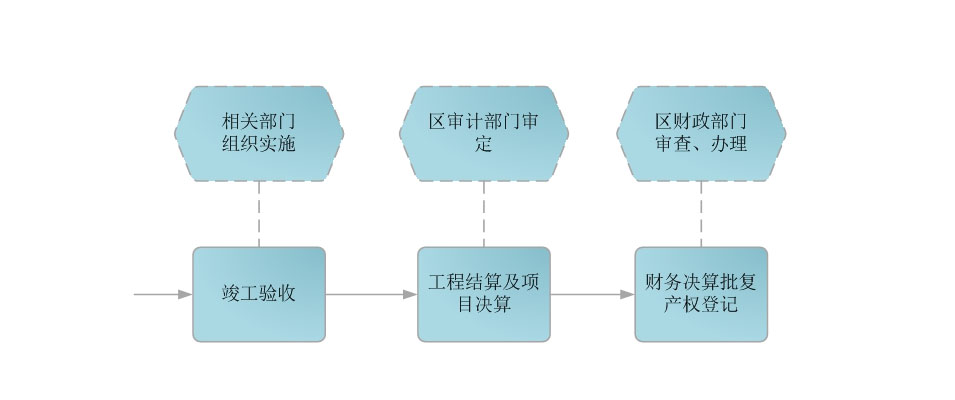 相关部门
组织实施
区审计部门审
定
区财政部门
审查、办理
竣工验收
工程结算及项
目决算
财务决算批复
产权登记